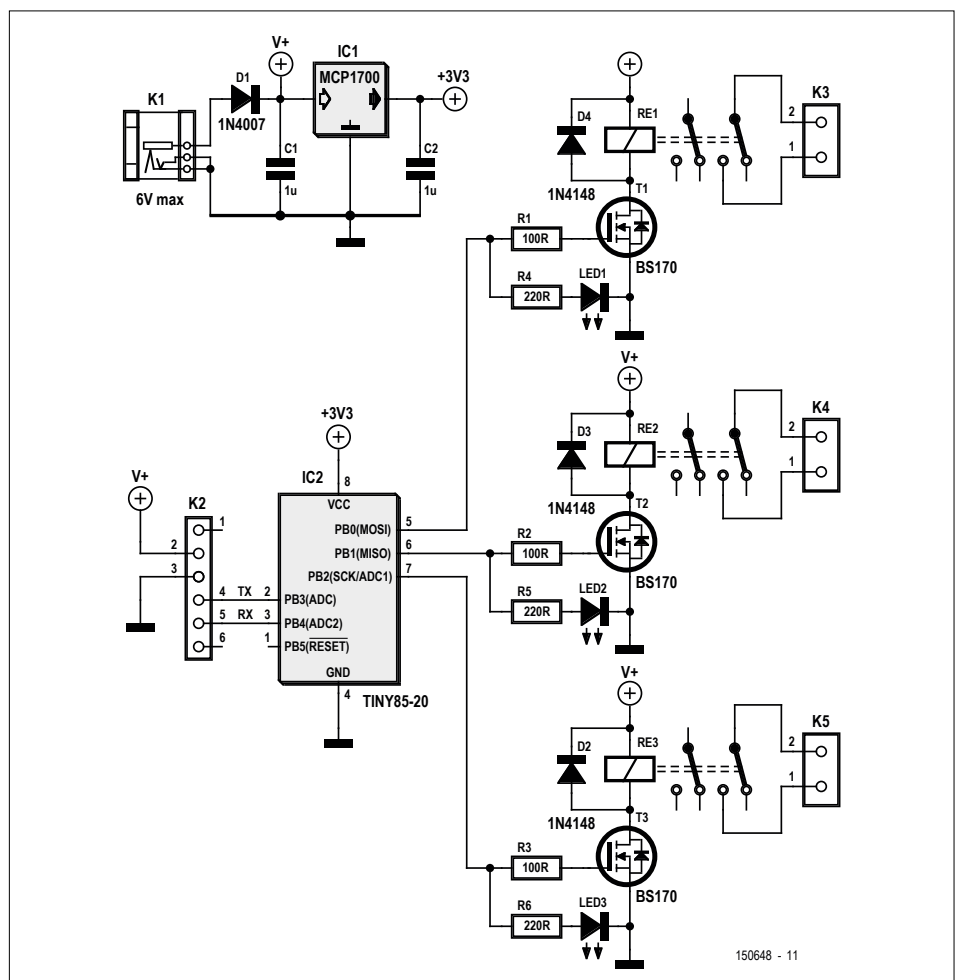 V+
IC1
MCP1700
+3V3
D1
K1
1N4007
C1
1u
C2
1u
6V max
D4
RE1
1N4148
T1
BS170
R1
100R
R4
220R
LED1
K3
2
1
V+
D3
RE2
1N4148
T2
BS170
R2
100R
R5
220R
LED2
K4
2
1
V+
D2
RE3
1N4148
T3
BS170
R3
100R
R6
220R
LED3
K5
2
1
+3V3
IC2
8
VCC
V+
K2
1
2
3
4 TX 2
5 RX 3
6 1
PB0(MOSI) 5
PB1(MISO) 6
PB2(SCK/ADC1) 7
PB3(ADC)
PB4(ADC2)
PB5(RESET)
GND
4
TINY85-20
150648 - 11